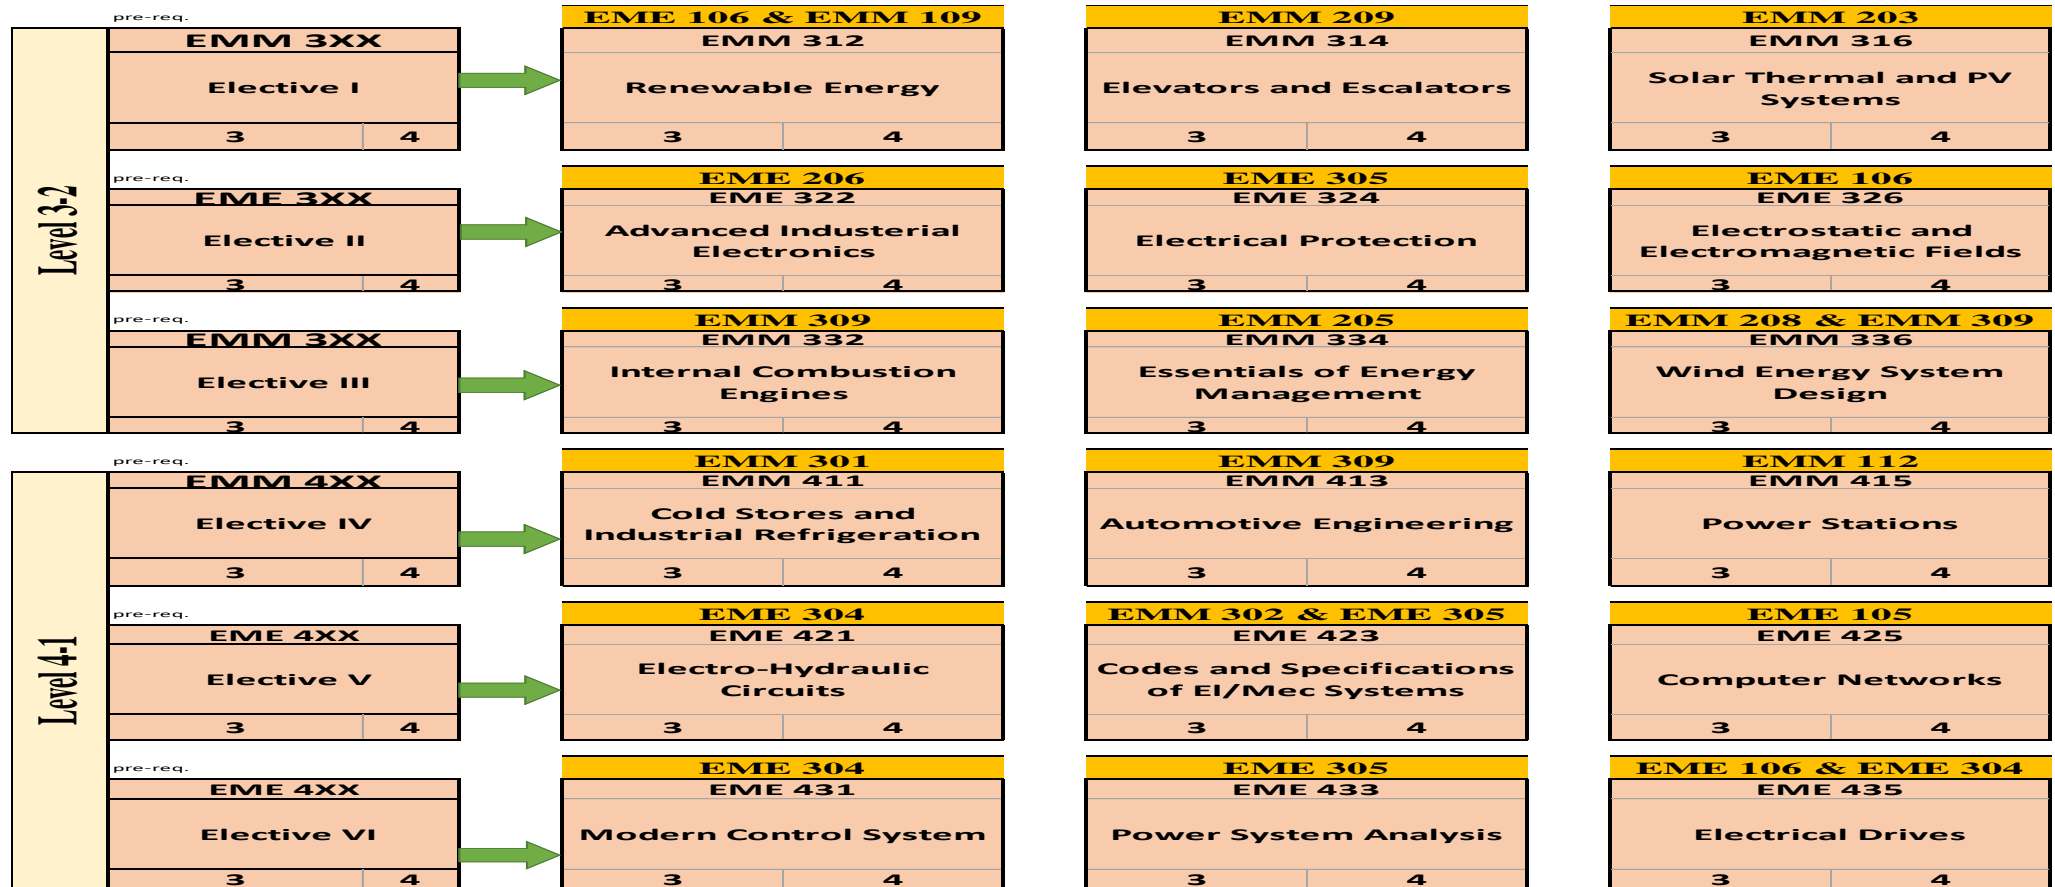 pre-req. EME 106 & EMM 109 EMM 209 EMM 203
EMM 3XX EMM 312 EMM 314 EMM 316
Elective I Renewable Energy Elevators and Escalators Solar Thermal and PV
Systems
3 4 3 4 3 4 3 4
Level 3-2
pre-req. EME 206 EME 305 EME 106
EME 3XX EME 322 EME 324 EME 326
Elective II Advanced Industerial Electrical Protection Electrostatic and
Electronics Electromagnetic Fields
3 4 3 4 3 4 3 4
pre-req. EMM 309 EMM 205 EMM 208 & EMM 309
EMM 3XX EMM 332 EMM 334 EMM 336
Elective III Internal Combustion Essentials of Energy Wind Energy System
Engines Management Design
3 4 3 4 3 4 3 4
pre-req. EMM 301 EMM 309 EMM 112
EMM 4XX EMM 411 EMM 413 EMM 415
Elective IV Cold Stores and Automotive Engineering Power Stations
Industrial Refrigeration
3 4 3 4 3 4 3 4
Level 4-1
pre-req. EME 304 EMM 302 & EME 305 EME 105
EME 4XX EME 421 EME 423 EME 425
Elective V Electro-Hydraulic Codes and Specifications Computer Networks
Circuits of El/Mec Systems
3 4 3 4 3 4 3 4
pre-req. EME 304 EME 305 EME 106 & EME 304
EME 4XX EME 431 EME 433 EME 435
Elective VI Modern Control System Power System Analysis Electrical Drives
3 4 3 4 3 4 3 4